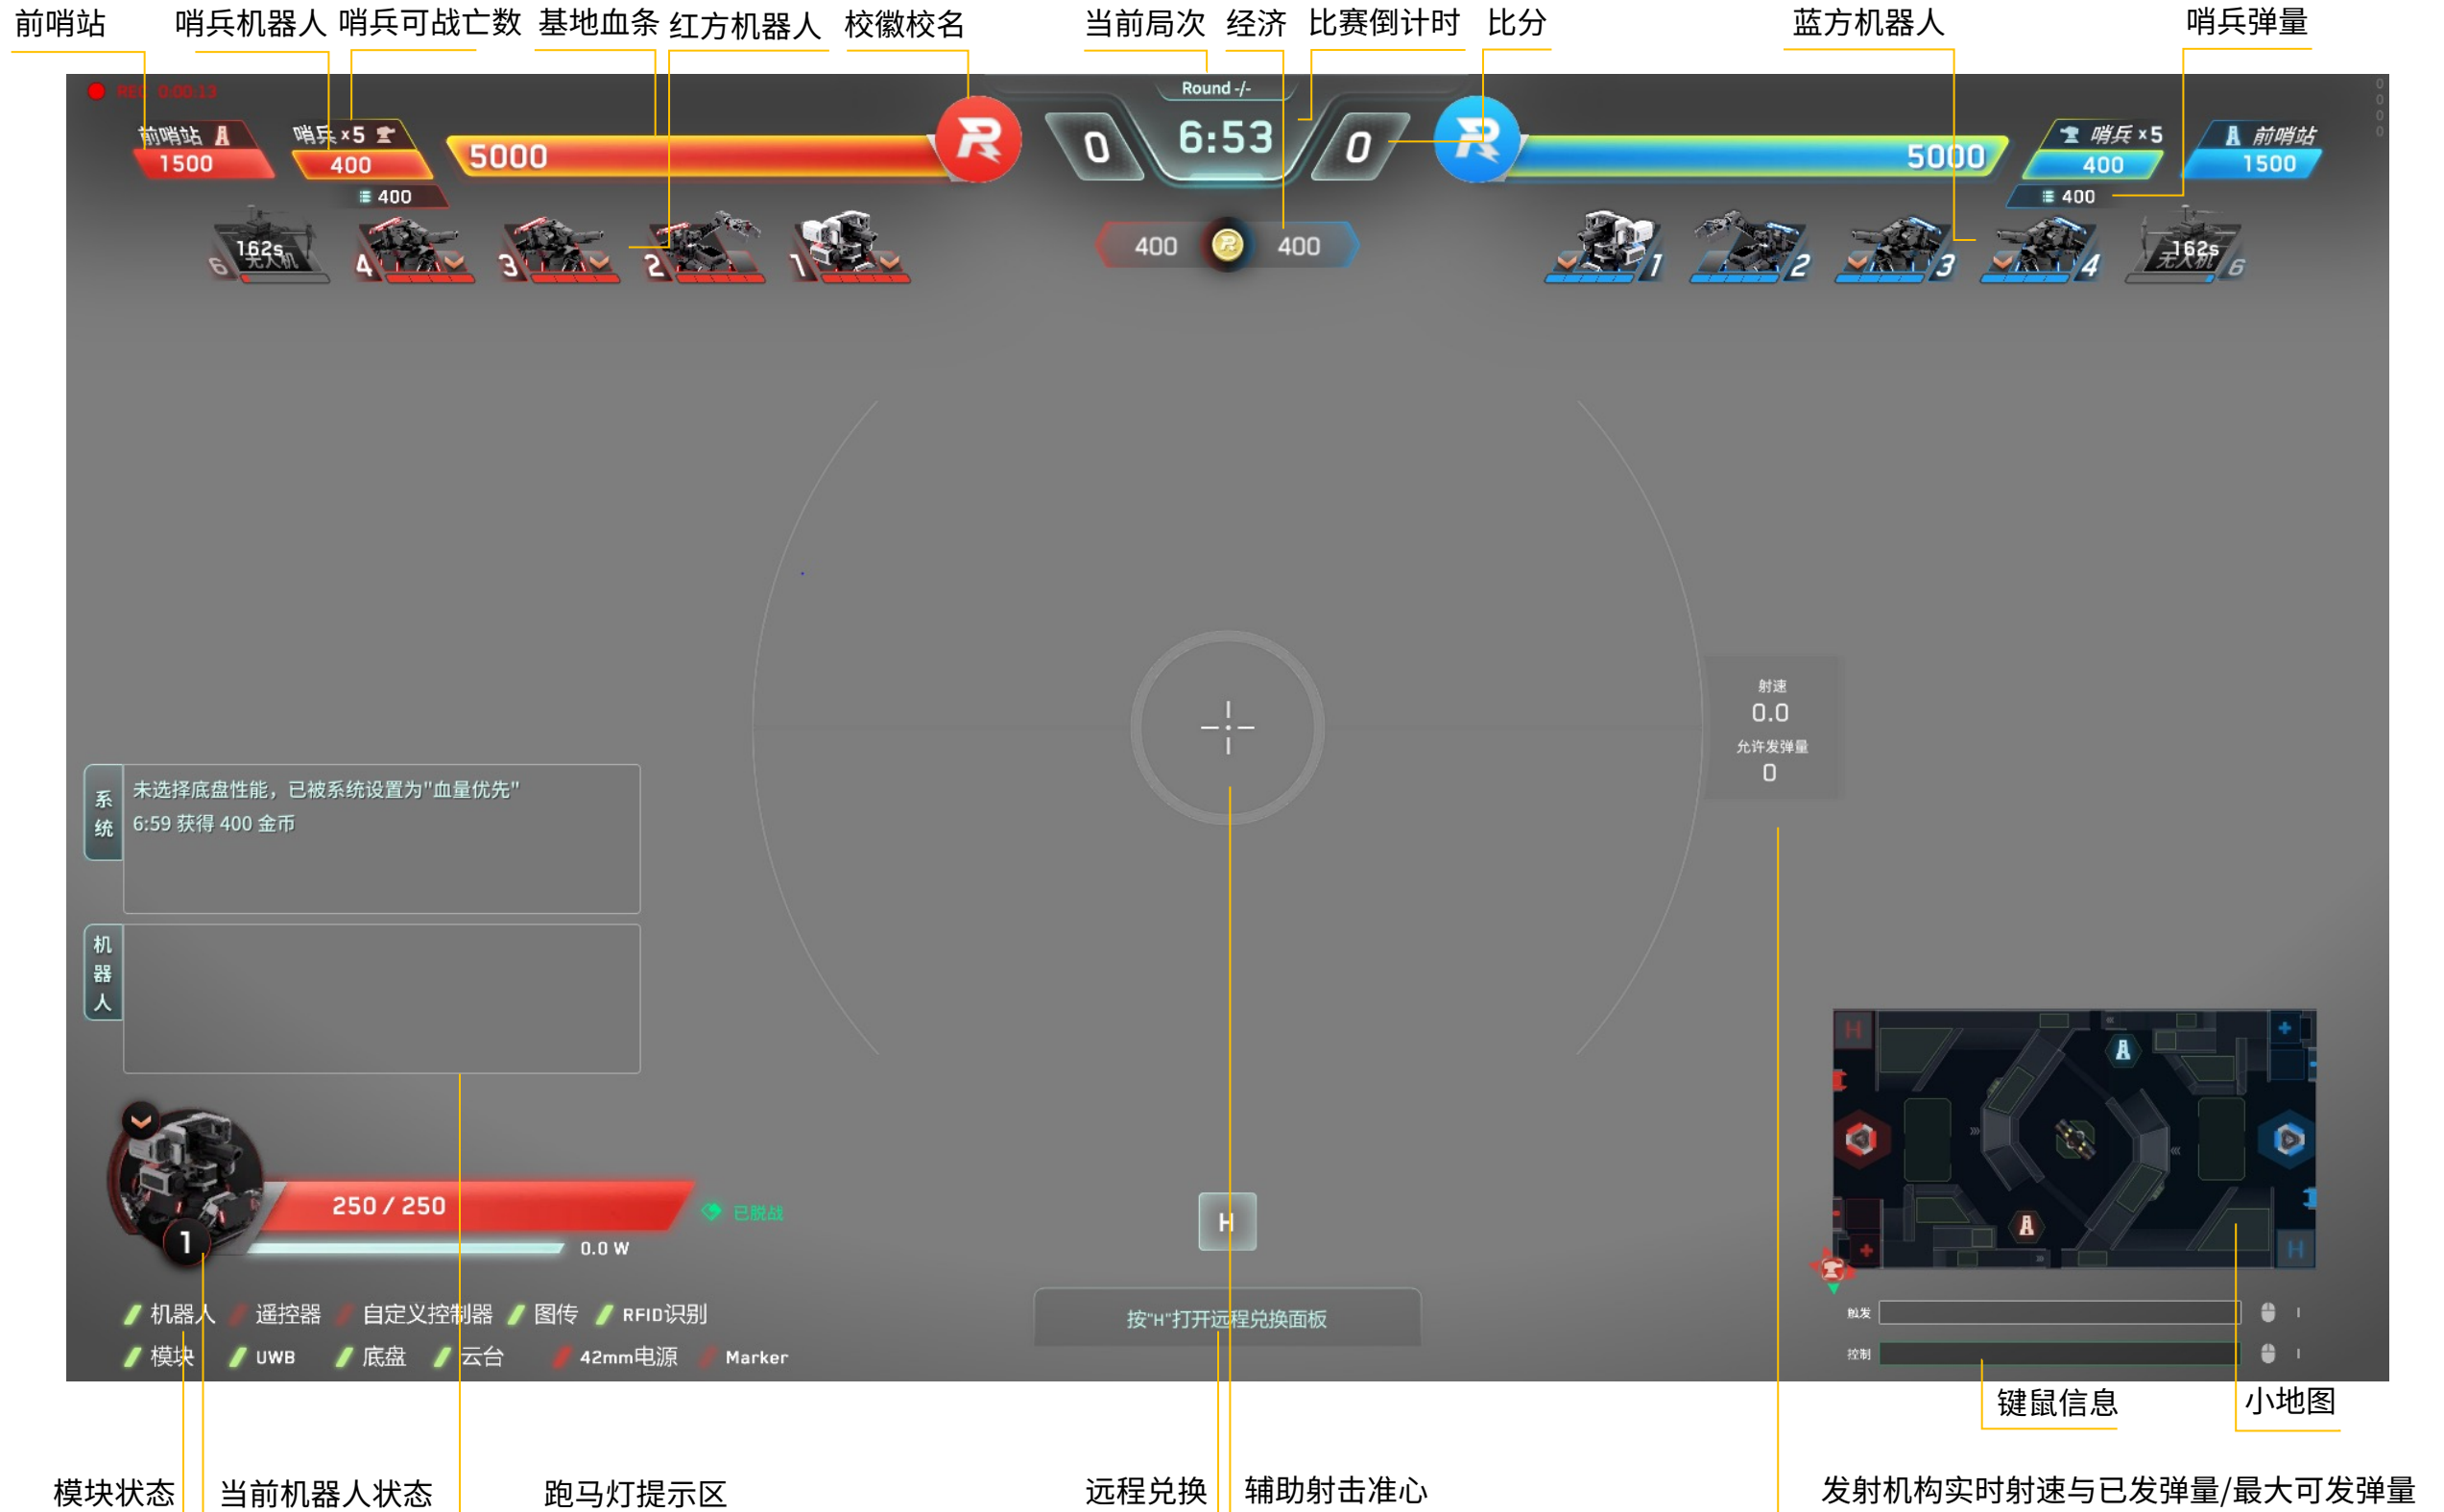 前哨站 哨兵机器人 哨兵可战亡数 基地血条 红方机器人 校徽校名 当前局次 经济 比赛倒计时 比分 蓝方机器人 哨兵弹量
REC 0:00:13
Round -/-
前哨站 哨兵 x5 哨兵 x5 前哨站
1500 400 5000 0 6:53 0 5000 400 1500
400 400
162s 无人机 6 4 3 2 1 400 400 1 2 3 4 162s 无人机 6
射速
0.0
允许发弹量
0
系统
未选择底盘性能，已被系统设置为"血量优先"
6:59 获得 400 金币
机器人
250 / 250 已脱战
1 0.0 W
H
按"H"打开远程兑换面板
机器人 遥控器 自定义控制器 图传 RFID识别
模块 UWB 底盘 云台 42mm电源 Marker
H
H
触发
控制
键鼠信息 小地图
模块状态 当前机器人状态 跑马灯提示区 远程兑换 辅助射击准心 发射机构实时射速与已发弹量/最大可发弹量